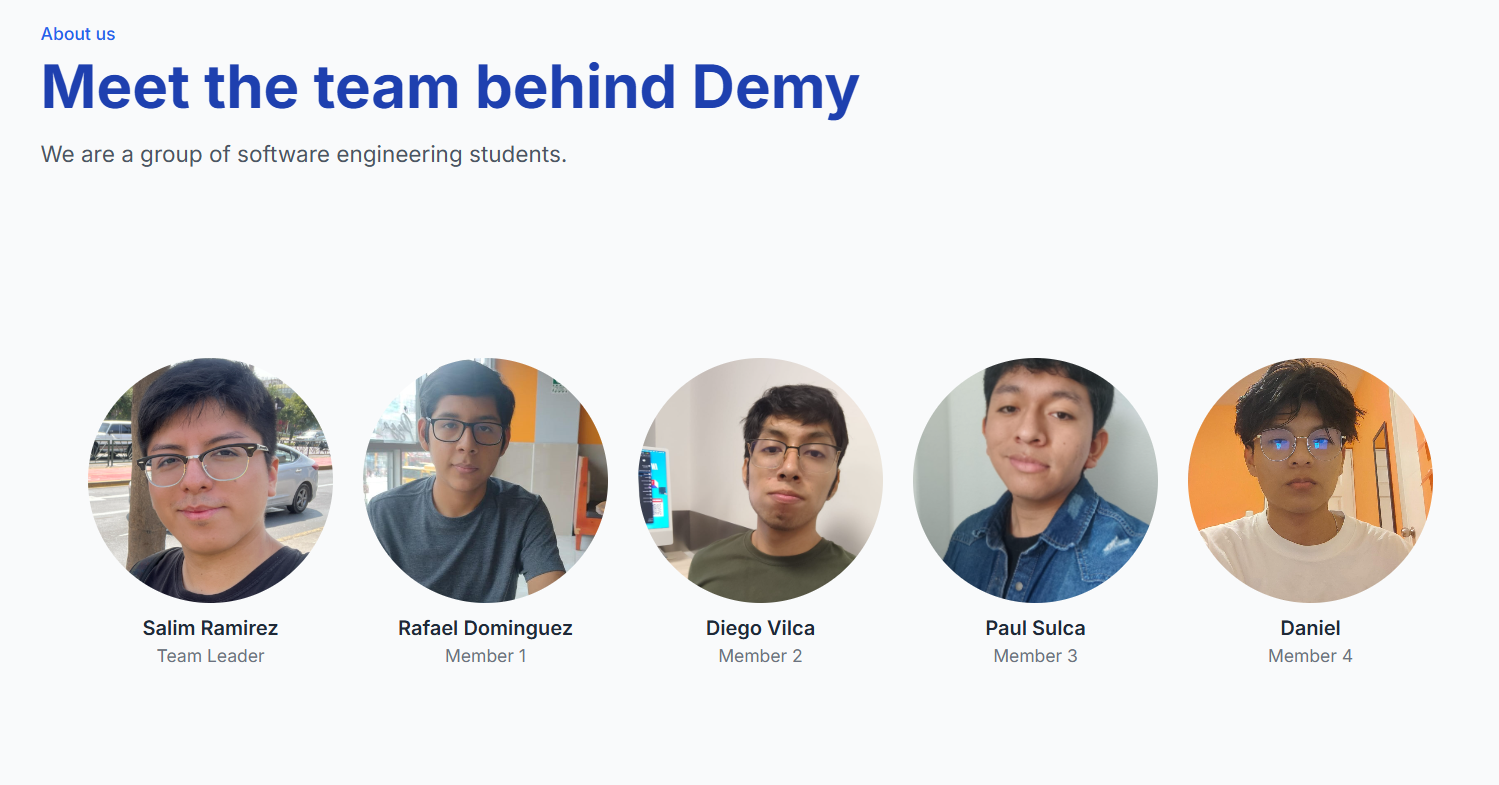 About us
Meet the team behind Demy
We are a group of software engineering students.
Salim Ramirez
Team Leader
Rafael Dominguez
Member 1
Diego Vilca
Member 2
Paul Sulca
Member 3
Daniel
Member 4